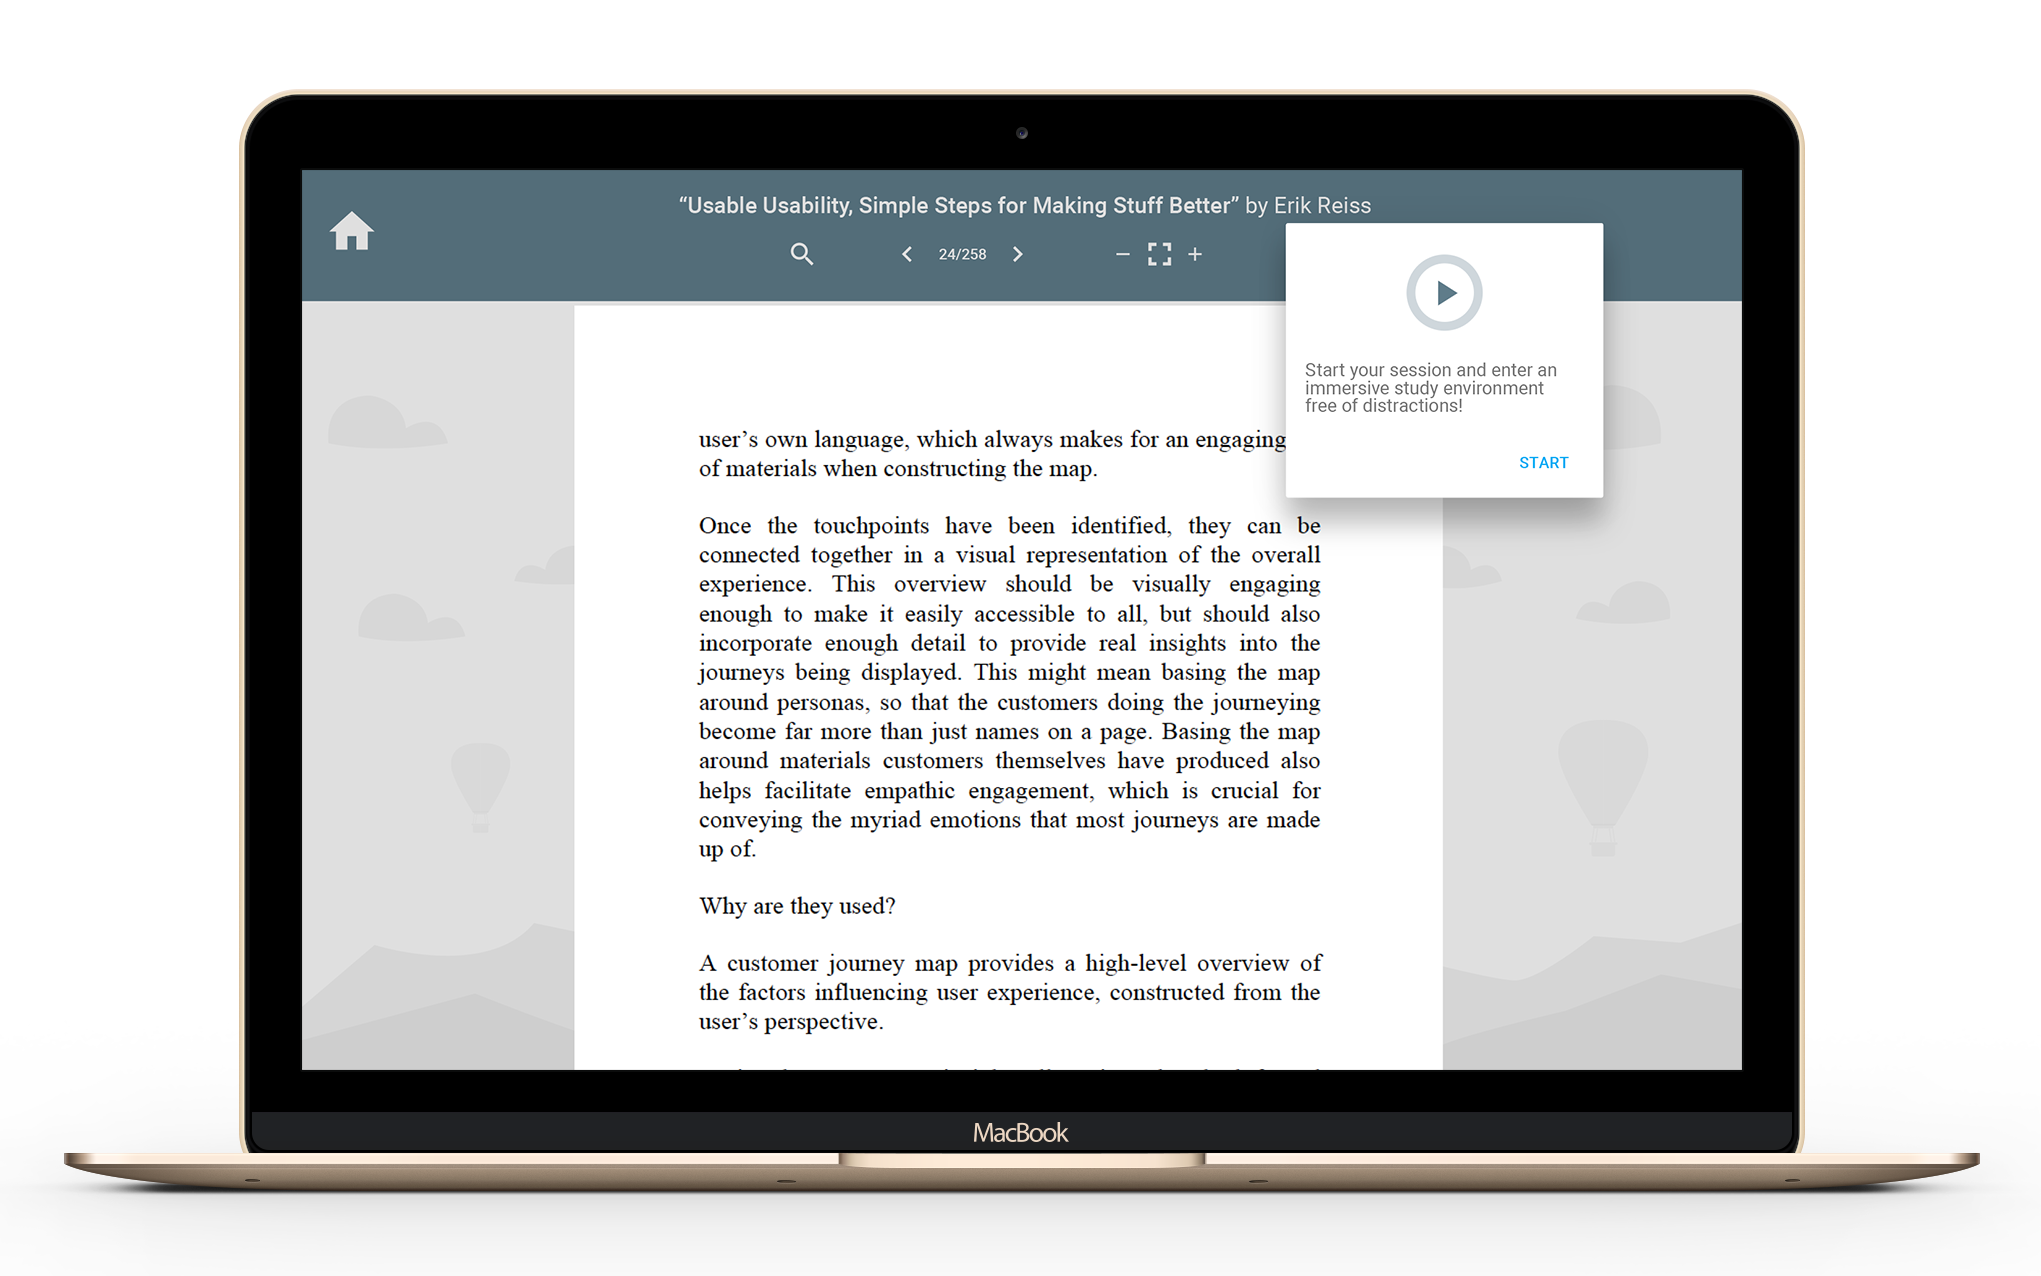 “Usable Usability, Simple Steps for Making Stuff Better” by Erik Reiss
24/258
Start your session and enter an
immersive study environment
free of distractions!
START
user’s own language, which always makes for an engaging
of materials when constructing the map.
Once the touchpoints have been identified, they can be
connected together in a visual representation of the overall
experience. This overview should be visually engaging
enough to make it easily accessible to all, but should also
incorporate enough detail to provide real insights into the
journeys being displayed. This might mean basing the map
around personas, so that the customers doing the journeying
become far more than just names on a page. Basing the map
around materials customers themselves have produced also
helps facilitate empathic engagement, which is crucial for
conveying the myriad emotions that most journeys are made
up of.
Why are they used?
A customer journey map provides a high-level overview of
the factors influencing user experience, constructed from the
user’s perspective.
MacBook